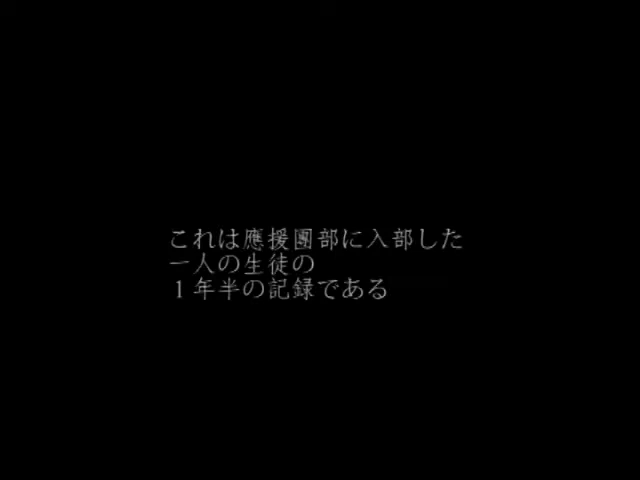 これは應援團部に入部した
一人の生徒の
１年半の記録である